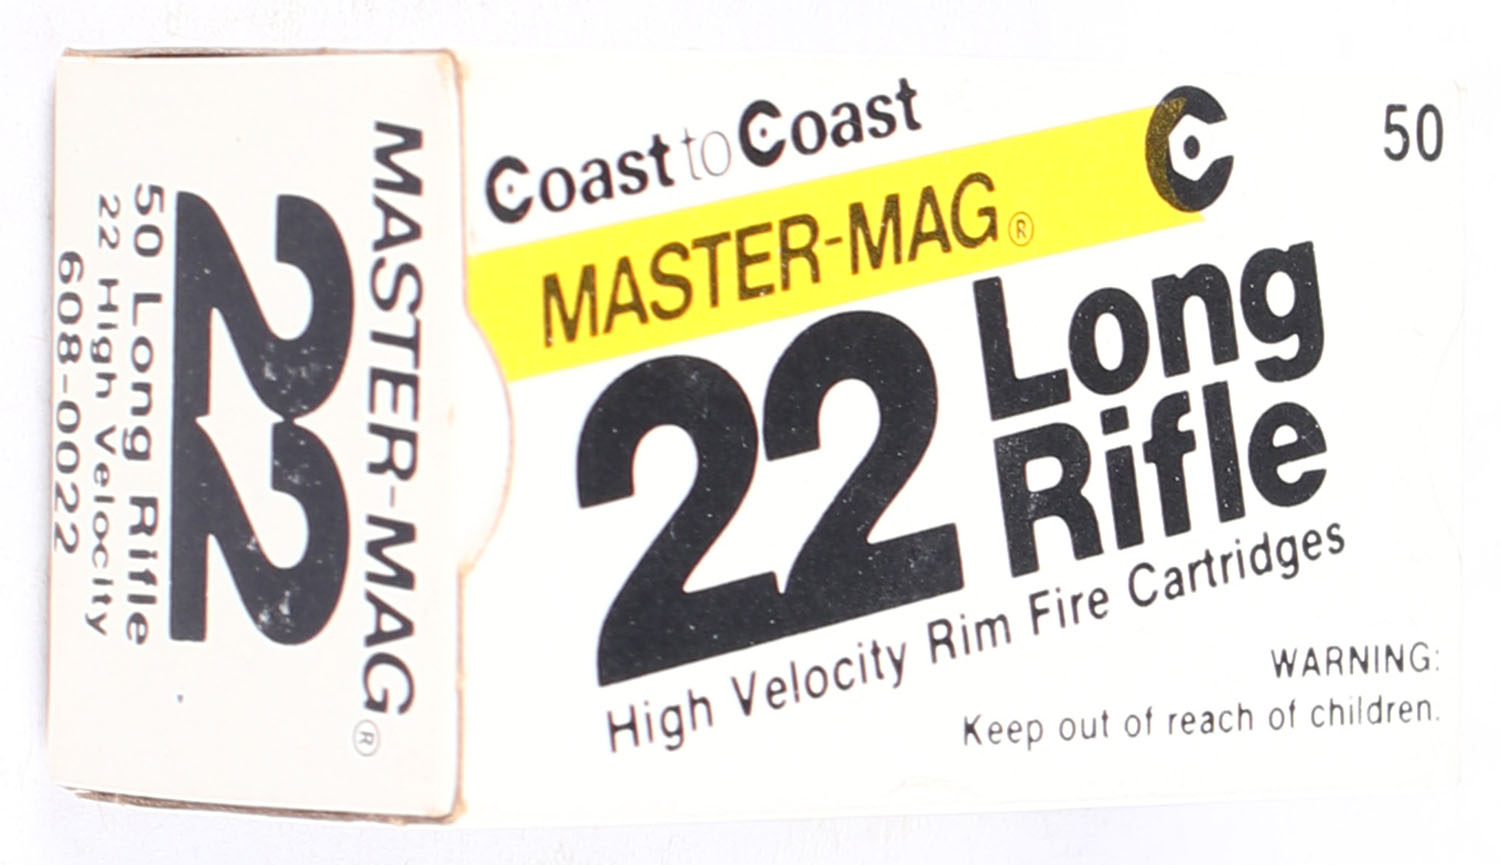 Coast to Coast
MASTER-MAG®
50
22 Long
Rifle
High Velocity Rim Fire Cartridges
WARNING:
Keep out of reach of children.
MASTER-MAG®
22
50 Long Rifle
22 High Velocity
608-0022